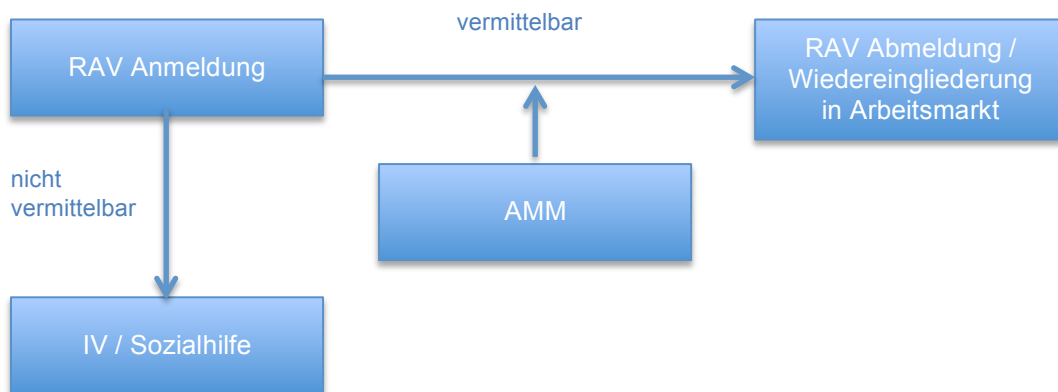 vermittelbar
RAV Anmeldung
RAV Abmeldung /
Wiedereingliederung
in Arbeitsmarkt
nicht
vermittelbar
AMM
IV / Sozialhilfe